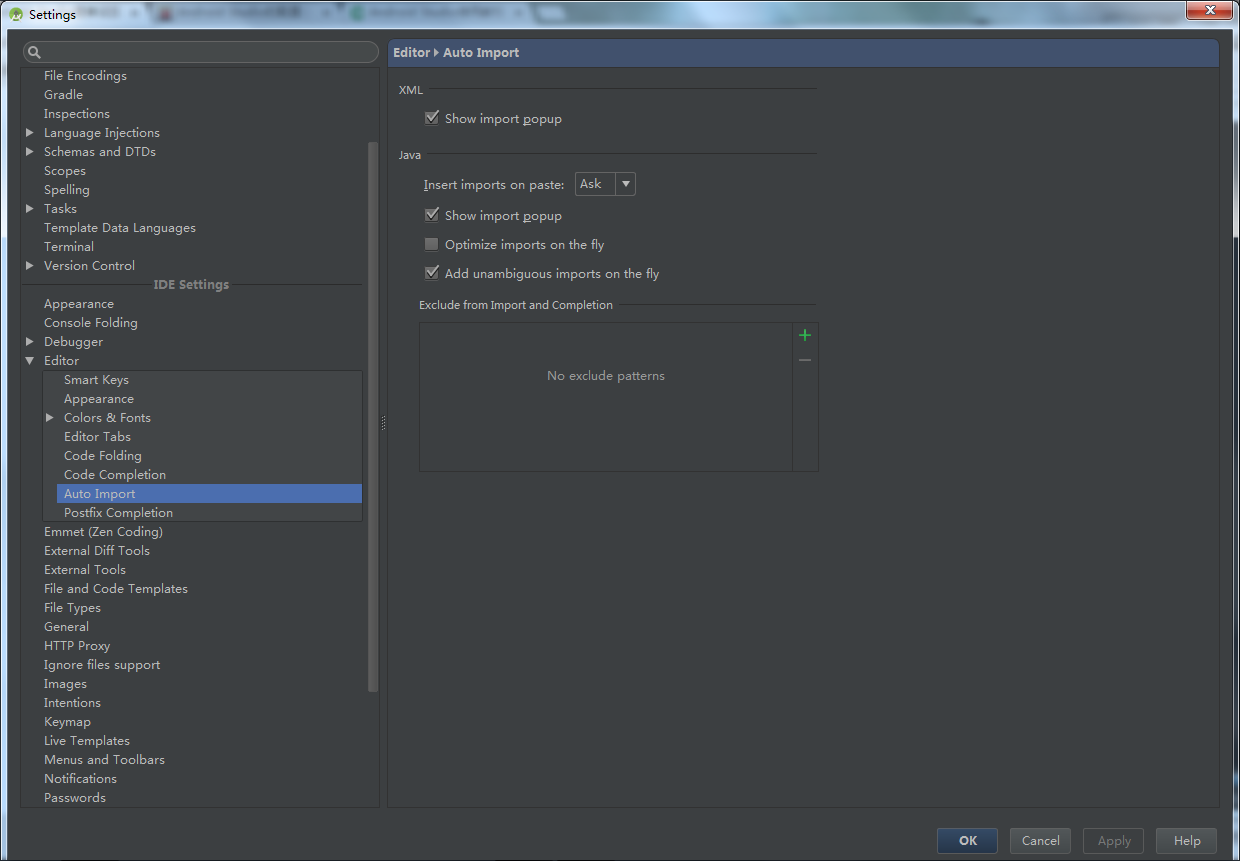 Settings
File Encodings
Gradle
Inspections
Language Injections
Schemas and DTDs
Scopes
Spelling
Tasks
Template Data Languages
Terminal
Version Control
IDE Settings
Appearance
Console Folding
Debugger
Editor
Smart Keys
Appearance
Colors & Fonts
Editor Tabs
Code Folding
Code Completion
Auto Import
Postfix Completion
Emmet (Zen Coding)
External Diff Tools
External Tools
File and Code Templates
File Types
General
HTTP Proxy
Ignore files support
Images
Intentions
Keymap
Live Templates
Menus and Toolbars
Notifications
Passwords
Editor Auto Import
XML
Show import popup
Java
Insert imports on paste: Ask
Show import popup
Optimize imports on the fly
Add unambiguous imports on the fly
Exclude from Import and Completion
No exclude patterns
OK Cancel Apply Help